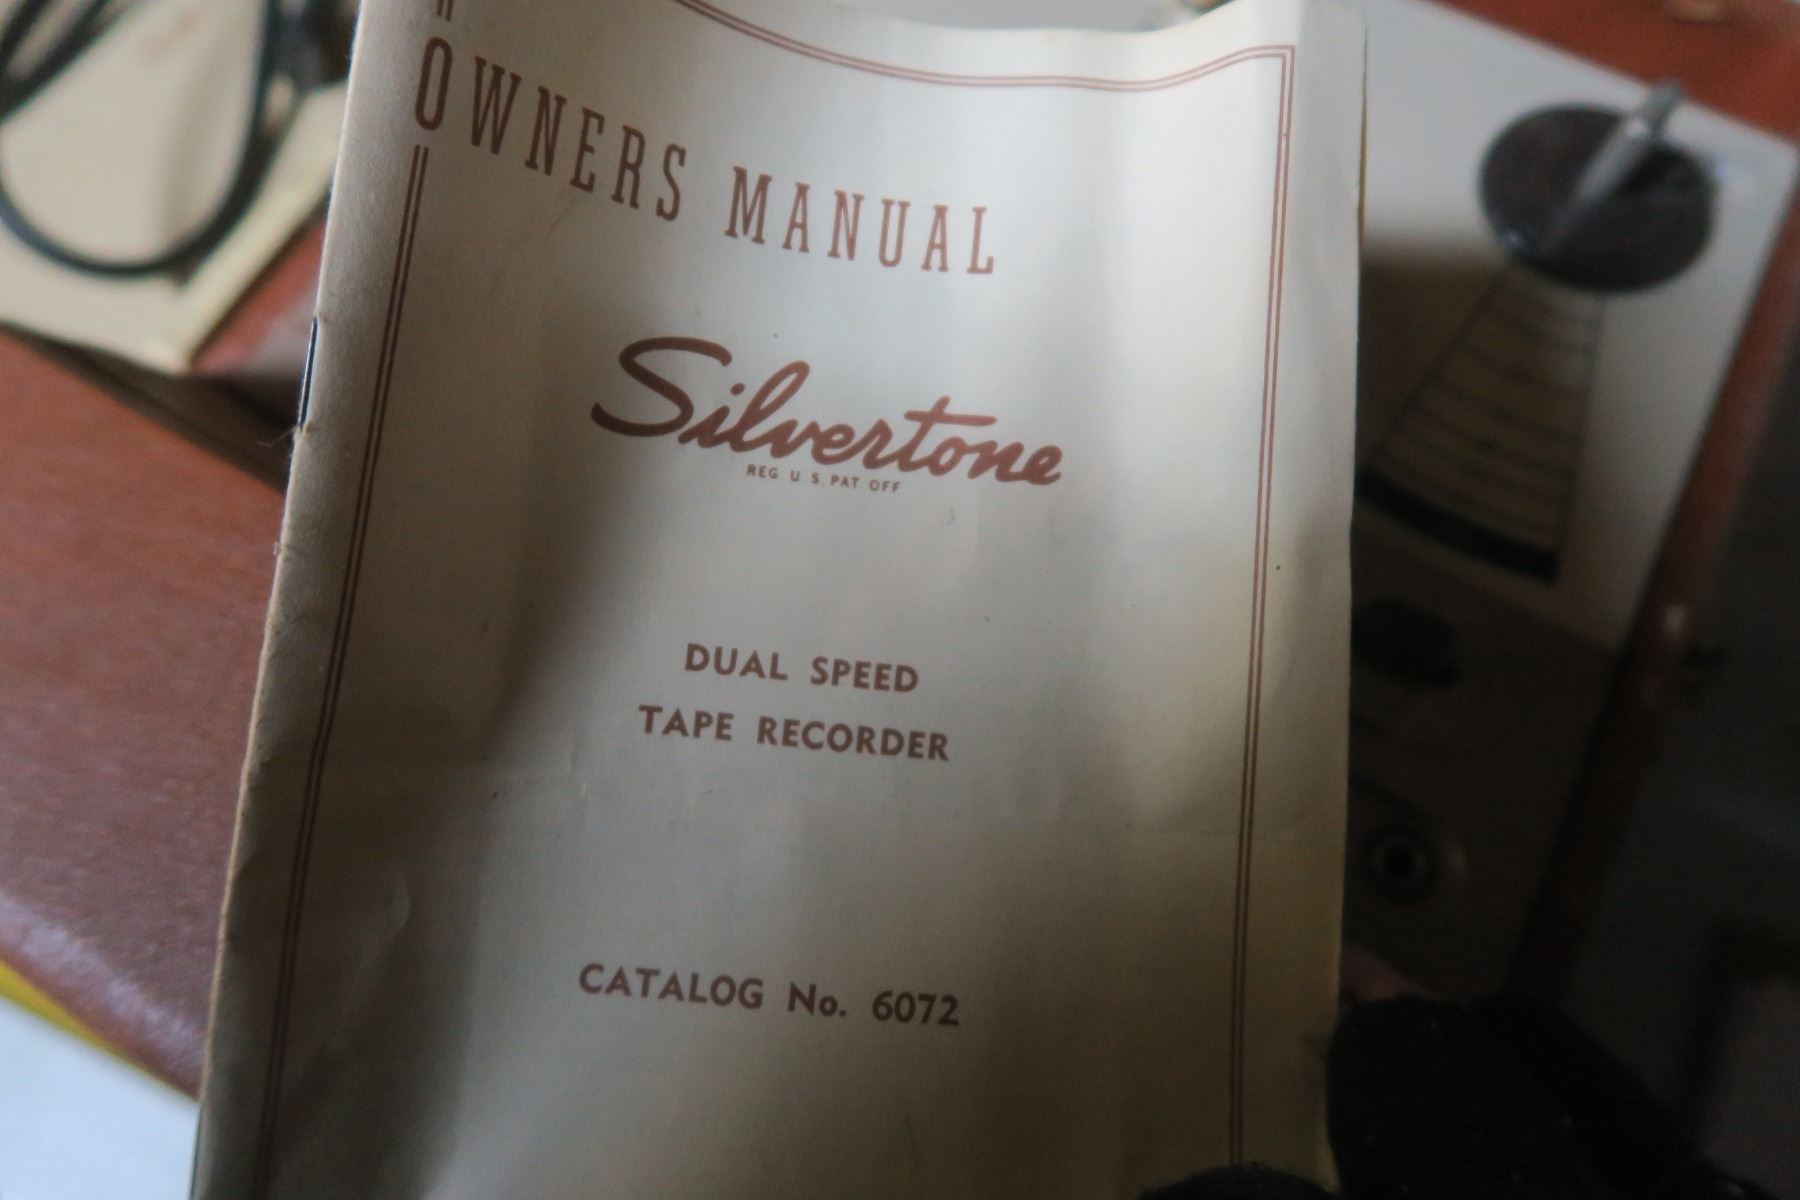 OWNERS MANUAL
Silvertone
REG U. S. PAT OFF
DUAL SPEED
TAPE RECORDER
CATALOG No. 6072